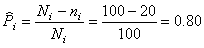 P̂ᵢ = (Nᵢ − nᵢ)/Nᵢ = (100 − 20)/100 = 0.80